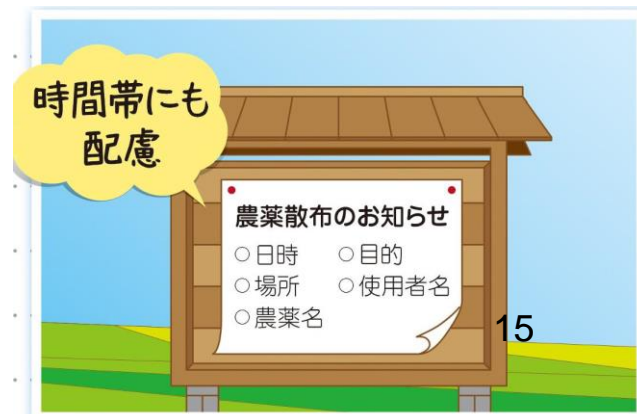 時間帯にも
配慮
農薬散布のお知らせ
○日時 ○目的
○場所 ○使用者名
○農薬名
15